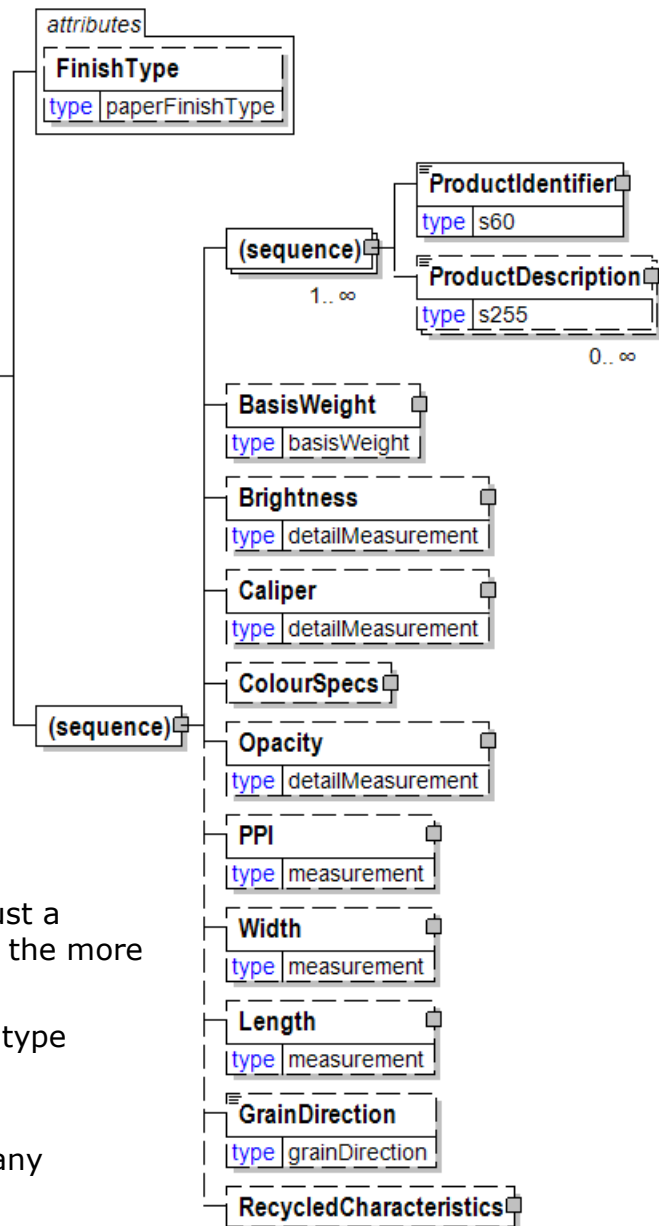 attributes
FinishType
type paperFinishType
ProductIdentifier
type s60
(sequence)
1.. ∞
ProductDescription
type s255
0.. ∞
BasisWeight
type basisWeight
Brightness
type detailMeasurement
Caliper
type detailMeasurement
ColourSpecs
(sequence)
Opacity
type detailMeasurement
PPI
type measurement
Width
type measurement
Length
type measurement
GrainDirection
type grainDirection
RecycledCharacteristics
ust a
the more
type
any